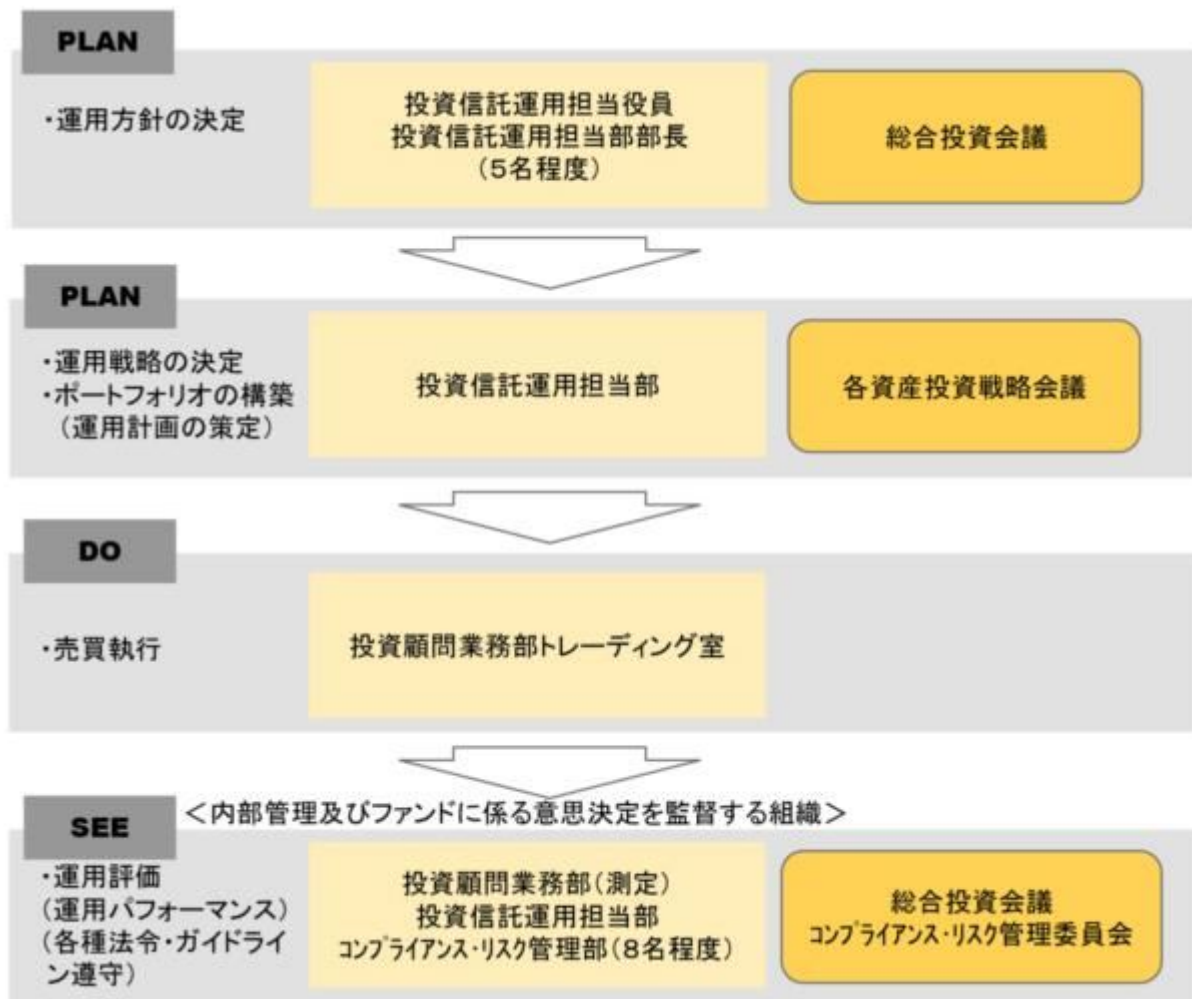 PLAN
・運用方針の決定
投資信託運用担当役員
投資信託運用担当部部長
(5名程度)
総合投資会議
PLAN
・運用戦略の決定
・ポートフォリオの構築
(運用計画の策定)
投資信託運用担当部
各資産投資戦略会議
DO
・売買執行
投資顧問業務部トレーディング室
<内部管理及びファンドに係る意思決定を監督する組織>
SEE
・運用評価
(運用パフォーマンス)
(各種法令・ガイドライ
ン遵守)
投資顧問業務部(測定)
投資信託運用担当部
コンプライアンス・リスク管理部(8名程度)
総合投資会議
コンプライアンス・リスク管理委員会